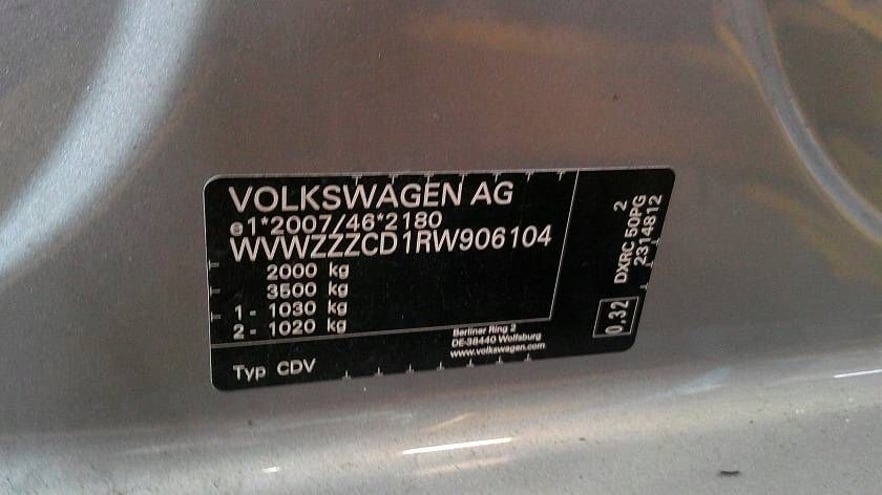 VOLKSWAGEN AG
e1*2007/46*2180
WVWZZZCD1RW906104
2000 kg
3500 kg
1 - 1030 kg
2 - 1020 kg
Berliner Ring 2
DE-38440 Wolfsburg
www.volkswagen.com
Typ CDV
2
DXRC 50PG
2314812
0,32